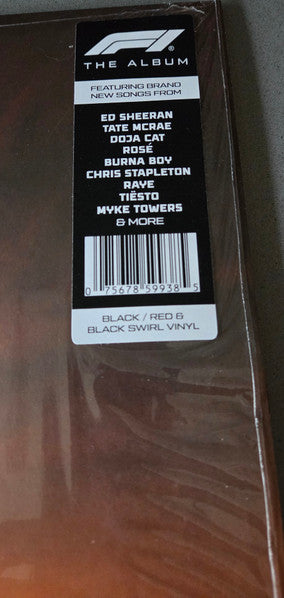 F1®
THE ALBUM
FEATURING BRAND
NEW SONGS FROM
ED SHEERAN
TATE MCRAE
DOJA CAT
ROSÉ
BURNA BOY
CHRIS STAPLETON
RAYE
TIËSTO
MYKE TOWERS
& MORE
0 75678 59938 5
BLACK / RED &
BLACK SWIRL VINYL